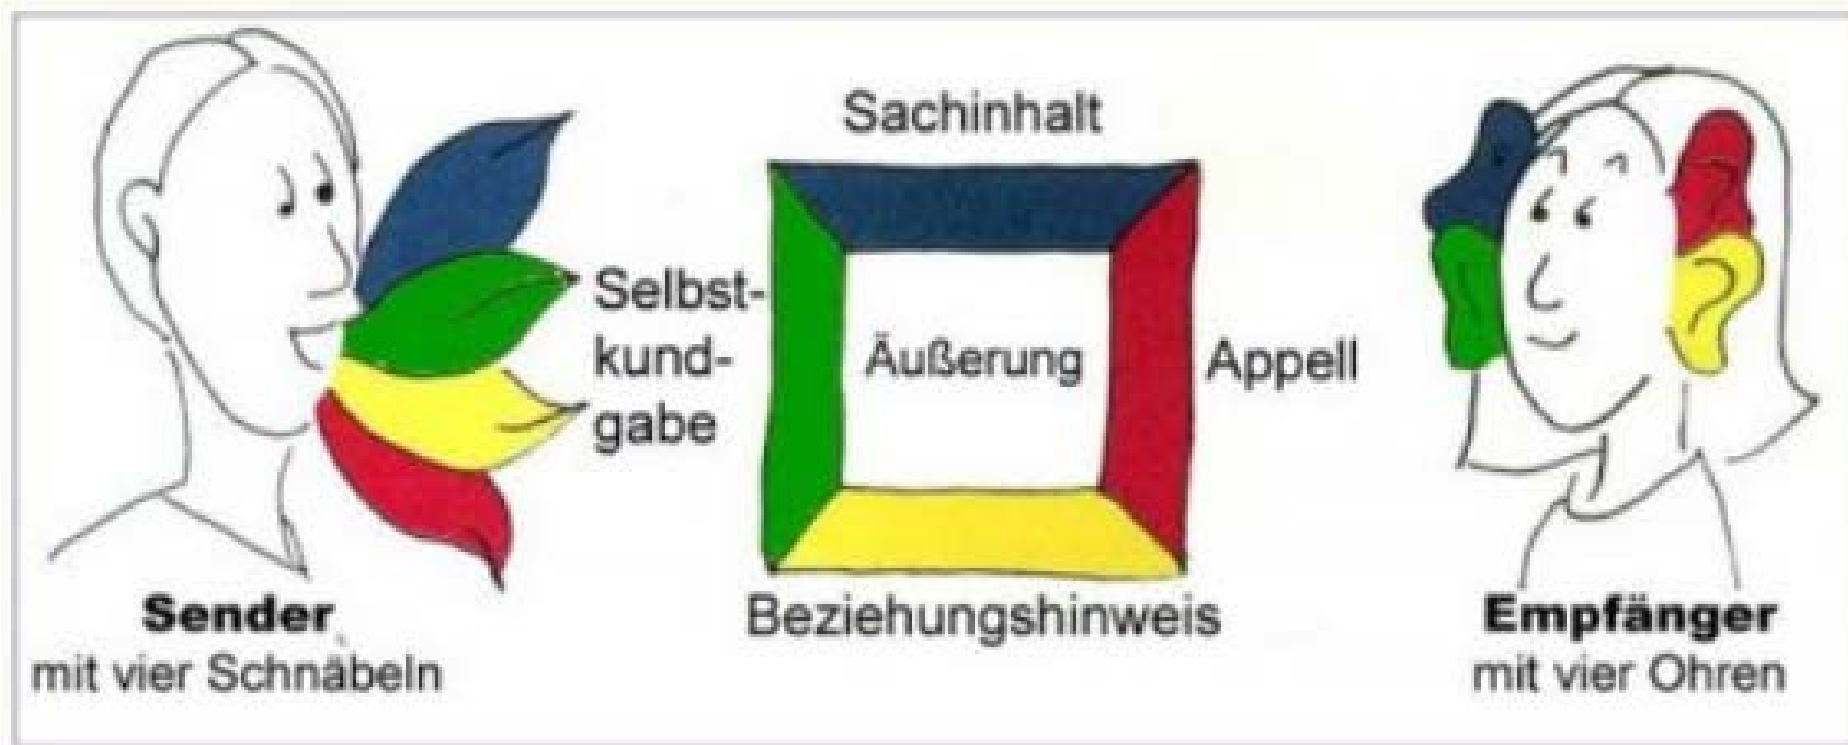 Sachinhalt
Selbst-
kund-
gabe
Äußerung
Appell
Beziehungshinweis
Sender
mit vier Schnäbeln
Empfänger
mit vier Ohren